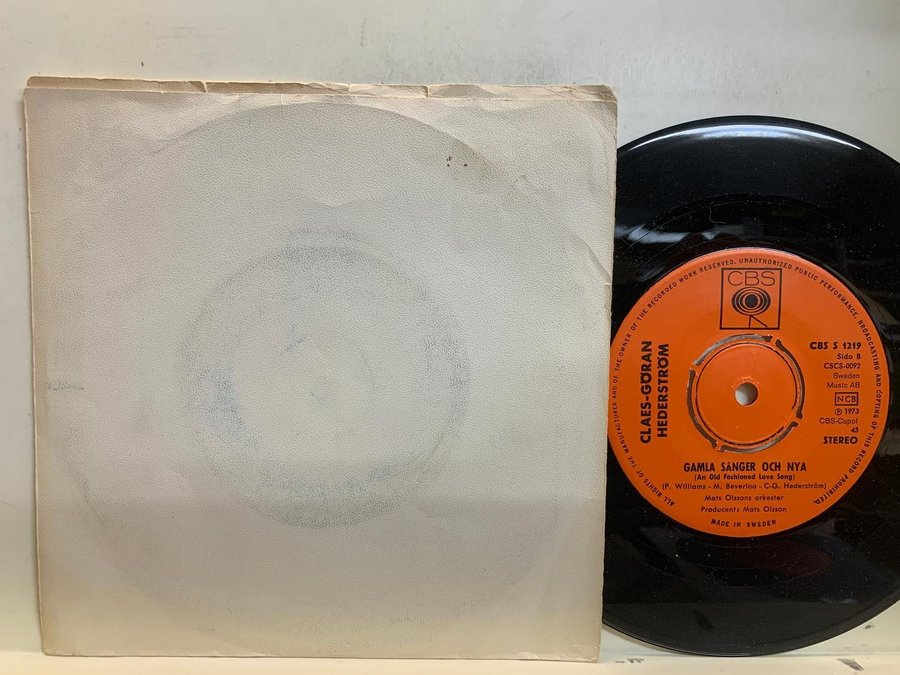 ALL RIGHTS OF THE MANUFACTURER AND OF THE OWNER OF THE RECORDED WORK RESERVED. UNAUTHORIZED PUBLIC PERFORMANCE, BROADCASTING AND COPYING OF THIS RECORD PROHIBITED.
CBS
CLAES-GÖRAN
HEDERSTRÖM
CBS S 1219
Sida B
CSCS-0092
Sweden
Music AB
NCB
℗ 1973
CBS-Cupol
45
STEREO
GAMLA SÅNGER OCH NYA
(An Old Fashioned Love Song)
(P. Williams - M. Beverloo - C-G. Hederström)
Mats Olssons orkester
Producent: Mats Olsson
MADE IN SWEDEN